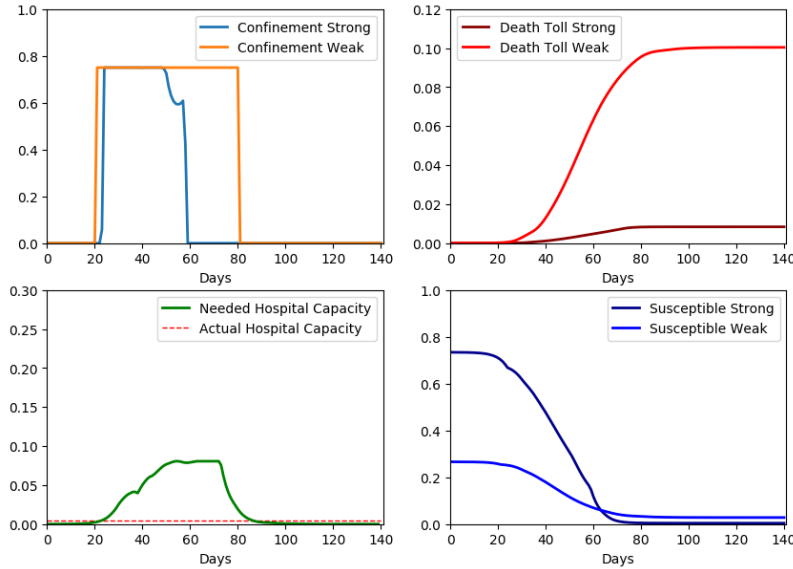 1.0
0.8
0.6
0.4
0.2
0.0
0 20 40 60 80 100 120 140
Days
Confinement Strong
Confinement Weak
0.12
0.10
0.08
0.06
0.04
0.02
0.00
0 20 40 60 80 100 120 140
Days
Death Toll Strong
Death Toll Weak
0.30
0.25
0.20
0.15
0.10
0.05
0.00
0 20 40 60 80 100 120 140
Days
Needed Hospital Capacity
Actual Hospital Capacity
1.0
0.8
0.6
0.4
0.2
0.0
0 20 40 60 80 100 120 140
Days
Susceptible Strong
Susceptible Weak